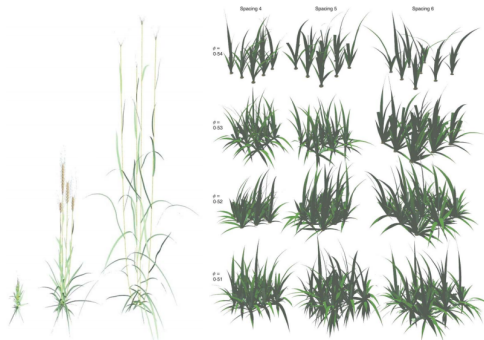 Spacing 4 Spacing 5 Spacing 6
ρ =
0·54
ρ =
0·53
ρ =
0·52
ρ =
0·51